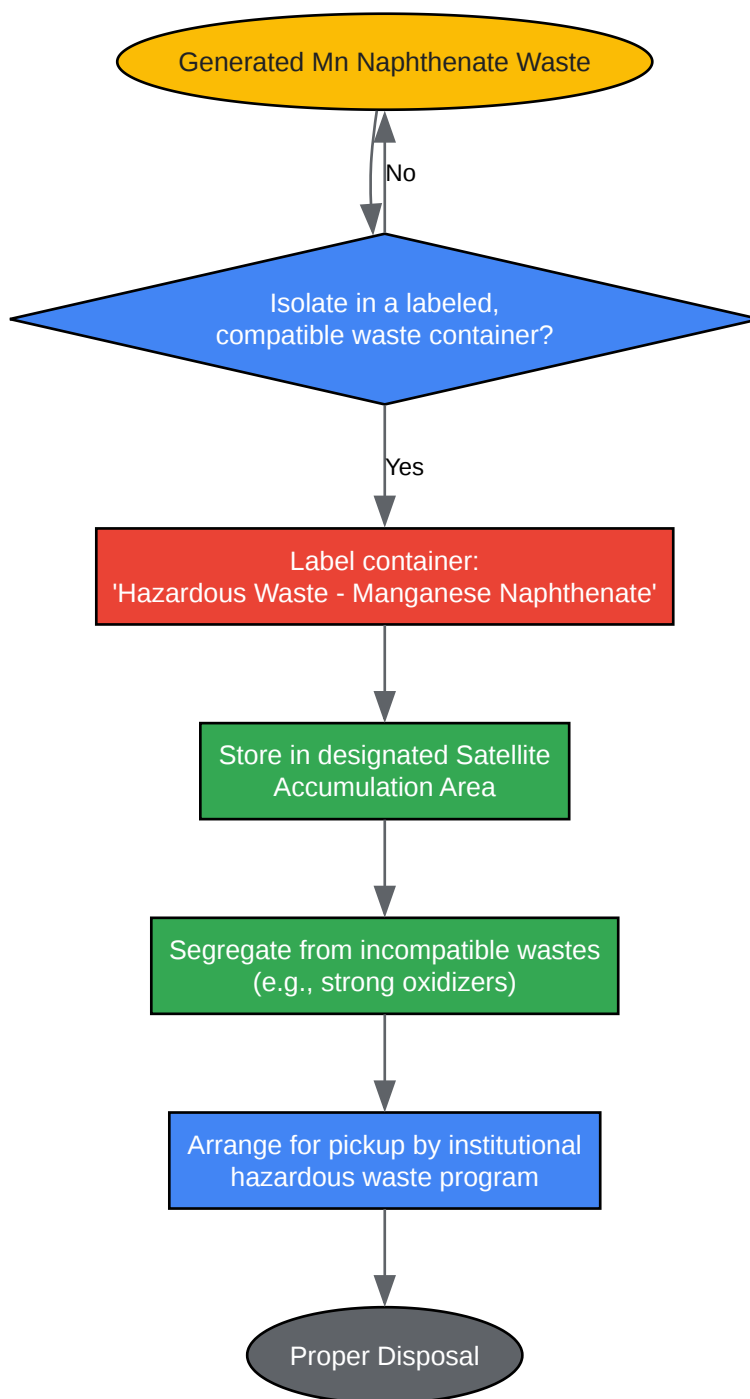 Generated Mn Naphthenate Waste
No
Isolate in a labeled,
compatible waste container?
Yes
Label container:
'Hazardous Waste - Manganese Naphthenate'
Store in designated Satellite
Accumulation Area
Segregate from incompatible wastes
(e.g., strong oxidizers)
Arrange for pickup by institutional
hazardous waste program
Proper Disposal